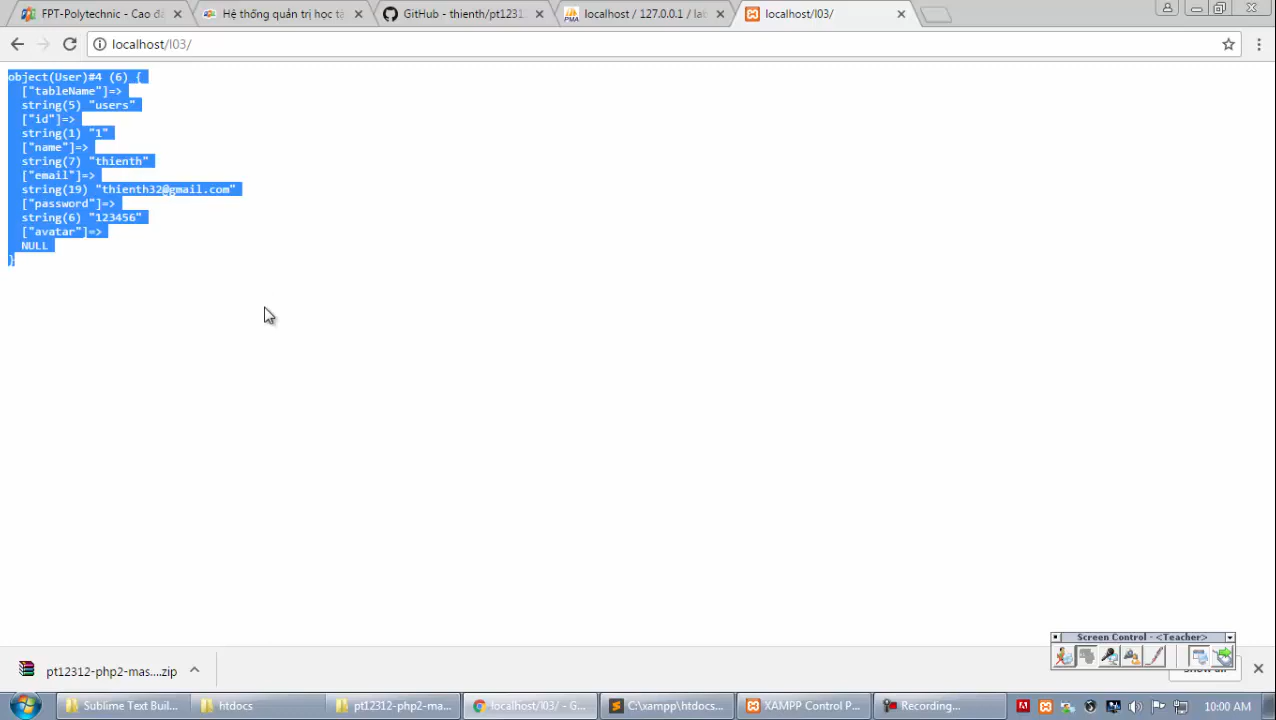 FPT-Polytechnic - Cao đ
Hệ thống quản trị học tậ
GitHub - thienth/pt1231
localhost / 127.0.0.1 / lab
localhost/l03/
localhost/l03/
object(User)#4 (6) {
["tableName"]=>
string(5) "users"
["id"]=>
string(1) "1"
["name"]=>
string(7) "thienth"
["email"]=>
string(19) "thienth32@gmail.com"
["password"]=>
string(6) "123456"
["avatar"]=>
NULL
}
Screen Control - <Teacher>
pt12312-php2-mas....zip
Sublime Text Buil...
htdocs
pt12312-php2-ma...
localhost/l03/ - G...
C:\xampp\htdocs...
XAMPP Control P...
Recording...
10:00 AM